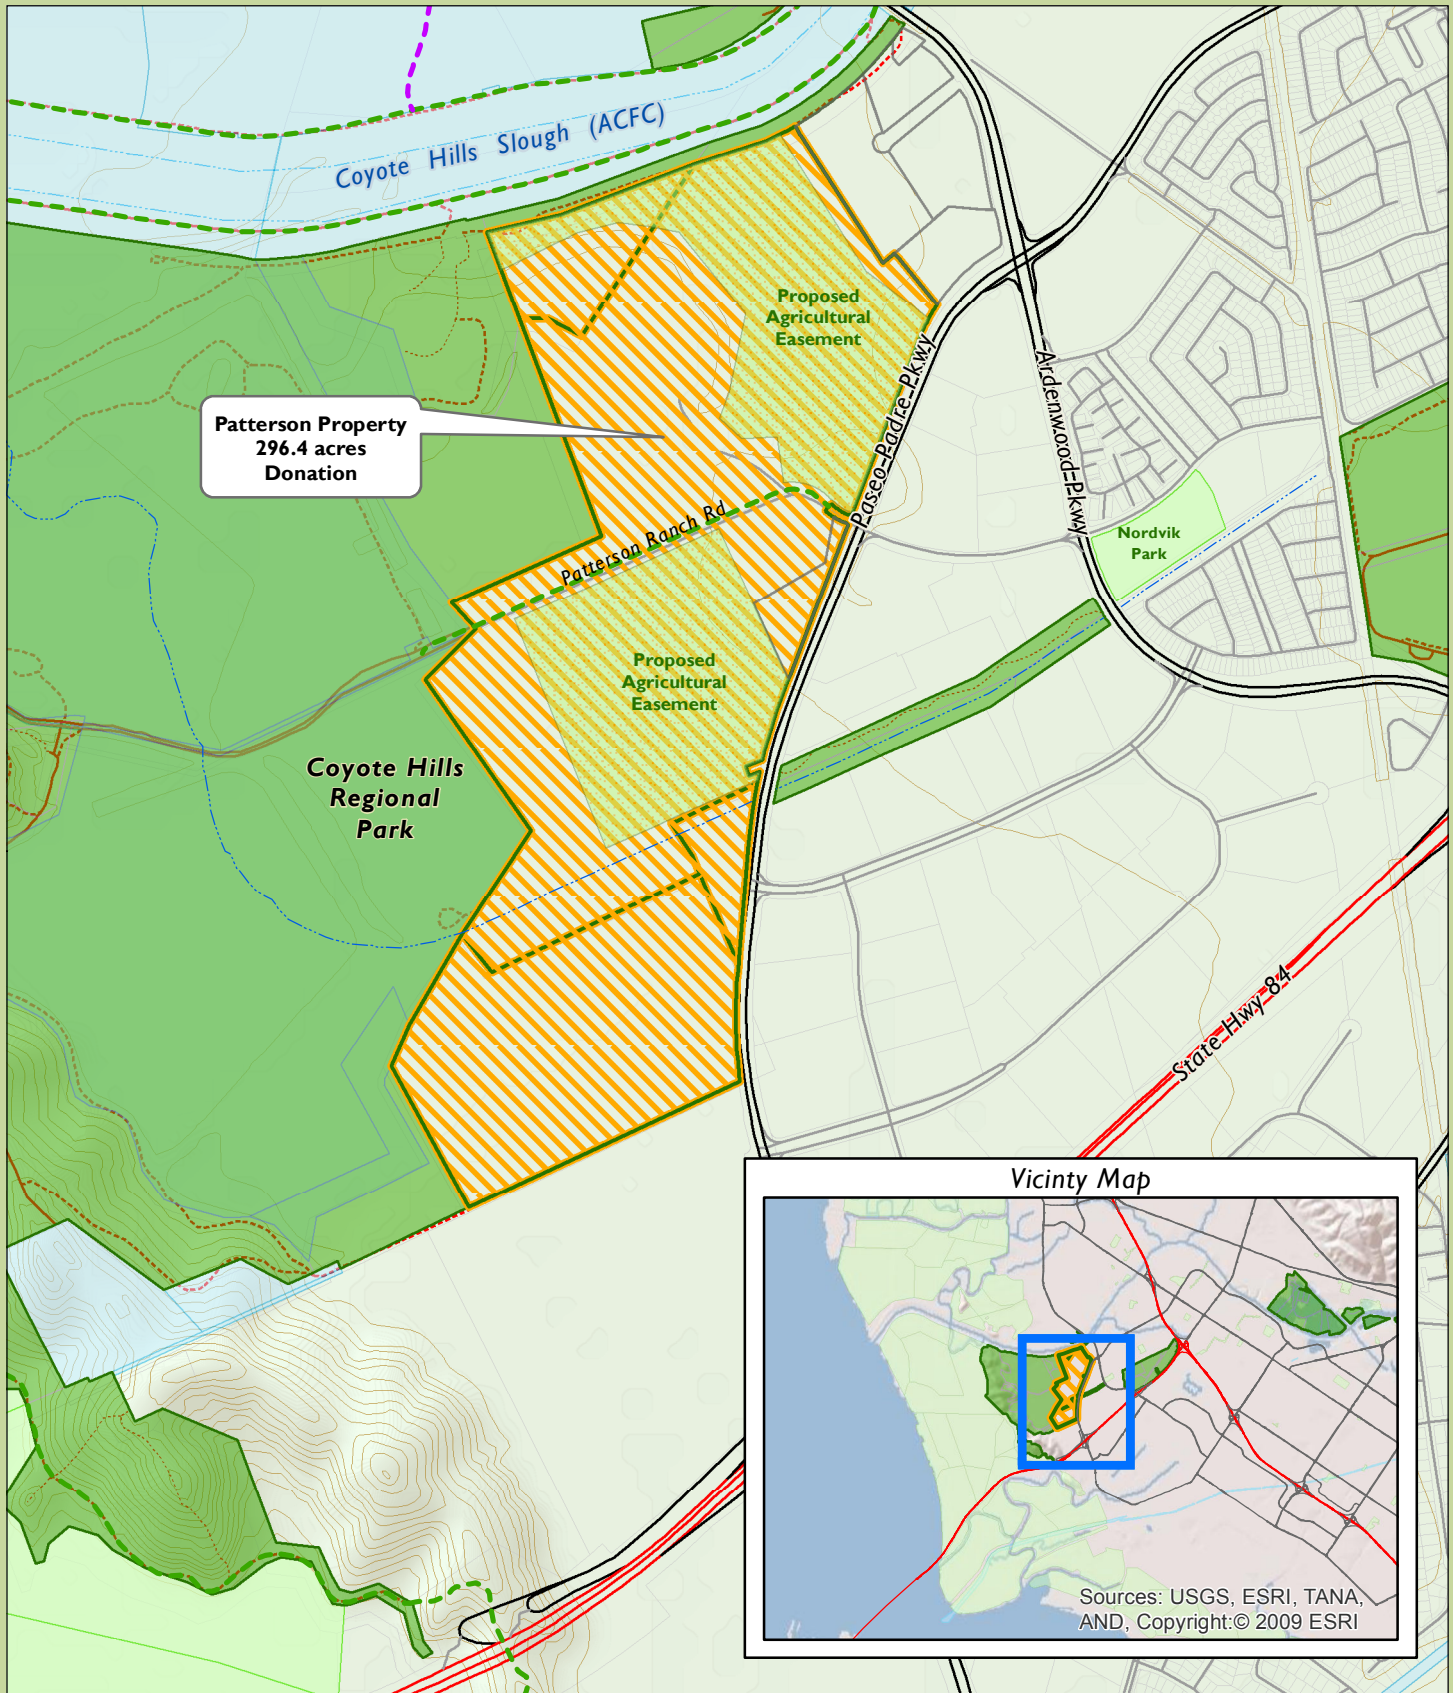 Coyote Hills Slough (ACFC)
Proposed
Agricultural
Easement
Paseo-Padre-Pkwy
Ardenwood-Pkwy
Patterson Property
296.4 acres
Donation
Patterson Ranch Rd
Nordvik
Park
Proposed
Agricultural
Easement
Coyote Hills
Regional
Park
State Hwy 84
Vicinty Map
Sources: USGS, ESRI, TANA,
AND, Copyright:© 2009 ESRI